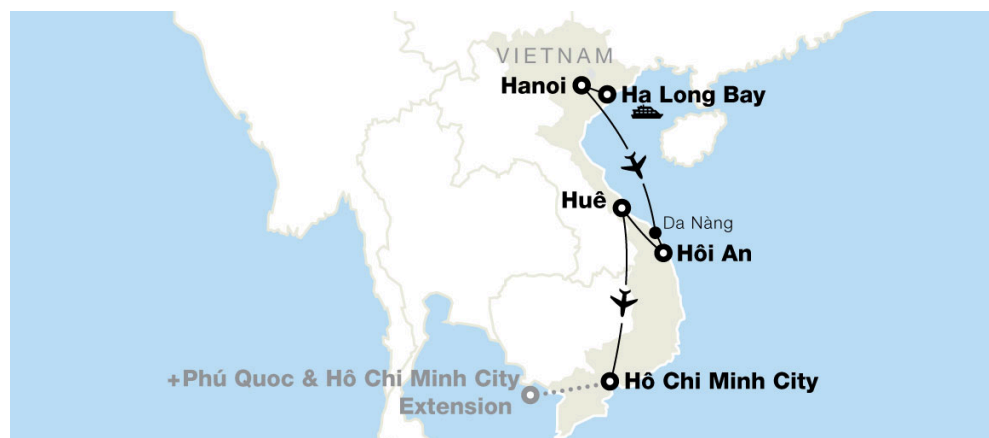 VIETNAM
Hanoi
Ha Long Bay
Huê
Da Nàng
Hôi An
Hô Chi Minh City
+Phú Quoc & Hô Chi Minh City
Extension